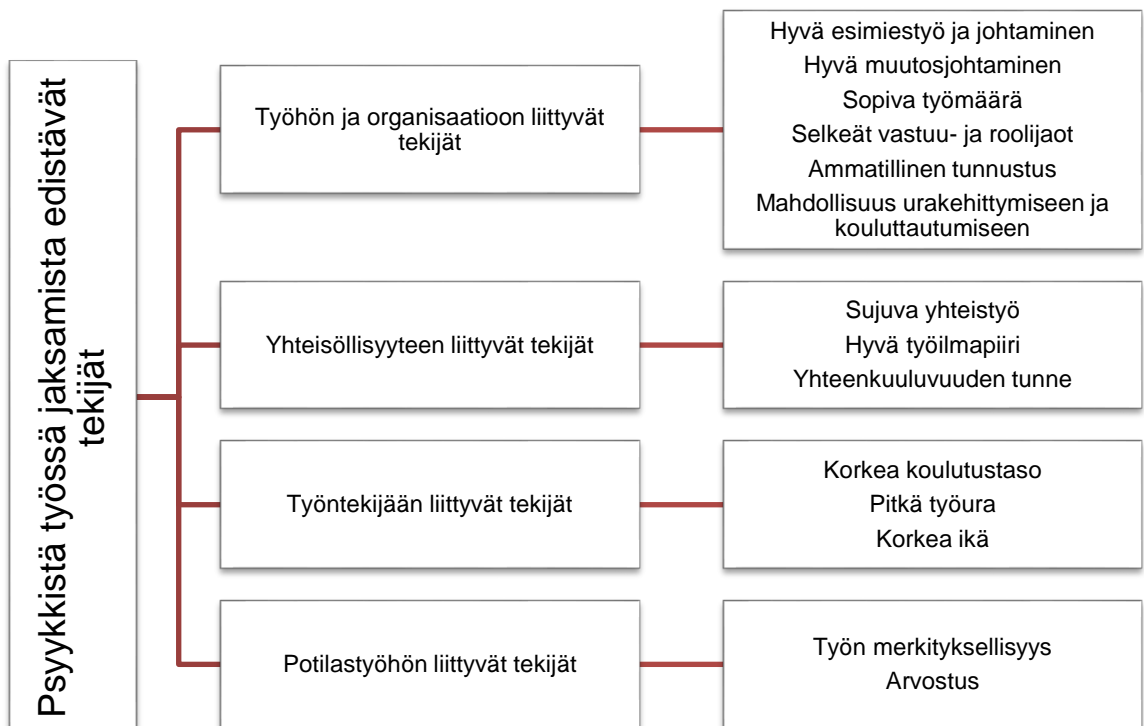 Psyykkistä työssä jaksamista edistävät
tekijät
Työhön ja organisaatioon liittyvät
tekijät
Hyvä esimiestyö ja johtaminen
Hyvä muutosjohtaminen
Sopiva työmäärä
Selkeät vastuu- ja roolijaot
Ammatillinen tunnustus
Mahdollisuus urakehittymiseen ja
kouluttautumiseen
Yhteisöllisyyteen liittyvät tekijät
Sujuva yhteistyö
Hyvä työilmapiiri
Yhteenkuuluvuuden tunne
Työntekijään liittyvät tekijät
Korkea koulutustaso
Pitkä työura
Korkea ikä
Potilastyöhön liittyvät tekijät
Työn merkityksellisyys
Arvostus